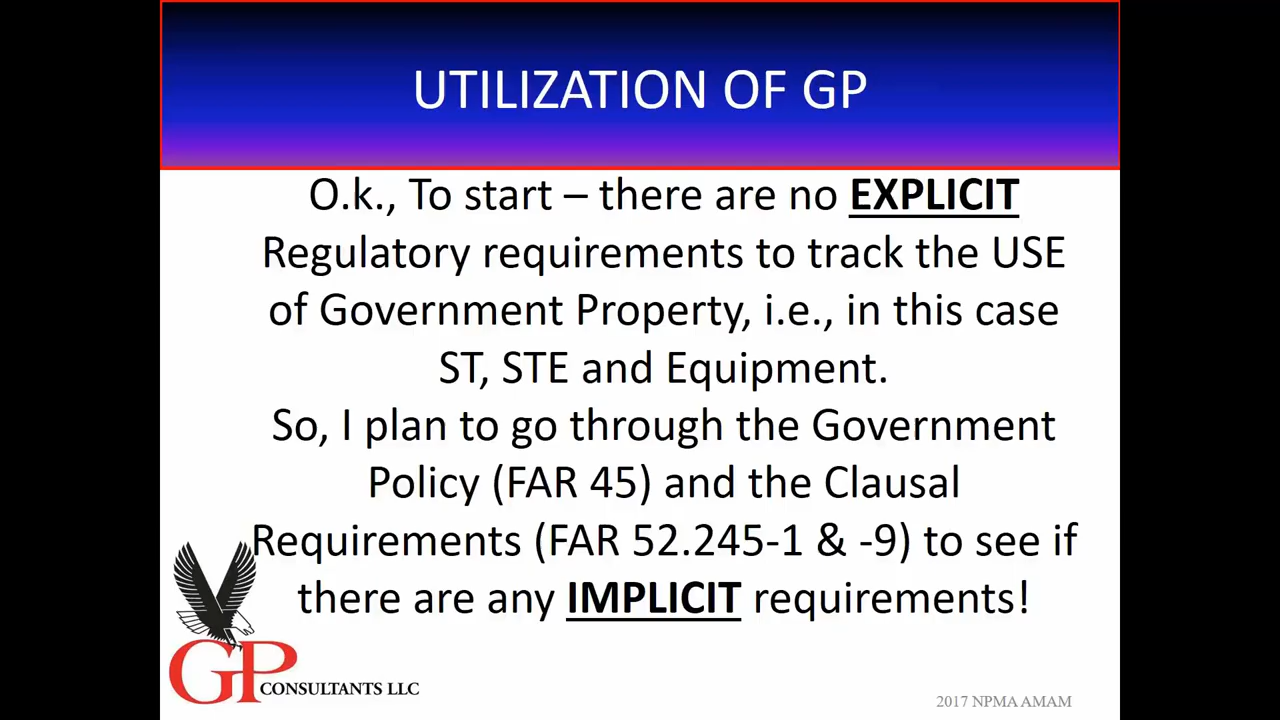 UTILIZATION OF GP
O.k., To start – there are no EXPLICIT
Regulatory requirements to track the USE
of Government Property, i.e., in this case
ST, STE and Equipment.
So, I plan to go through the Government
Policy (FAR 45) and the Clausal
Requirements (FAR 52.245-1 & -9) to see if
there are any IMPLICIT requirements!
GP CONSULTANTS LLC
2017 NPMA AMAM